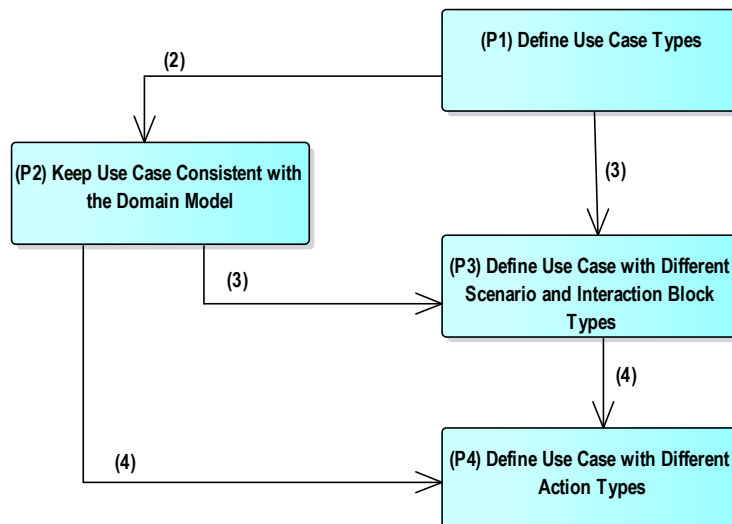 (P1) Define Use Case Types
(2)
(P2) Keep Use Case Consistent with
the Domain Model
(3)
(P3) Define Use Case with Different
Scenario and Interaction Block
Types
(3)
(4)
(P4) Define Use Case with Different
Action Types
(4)